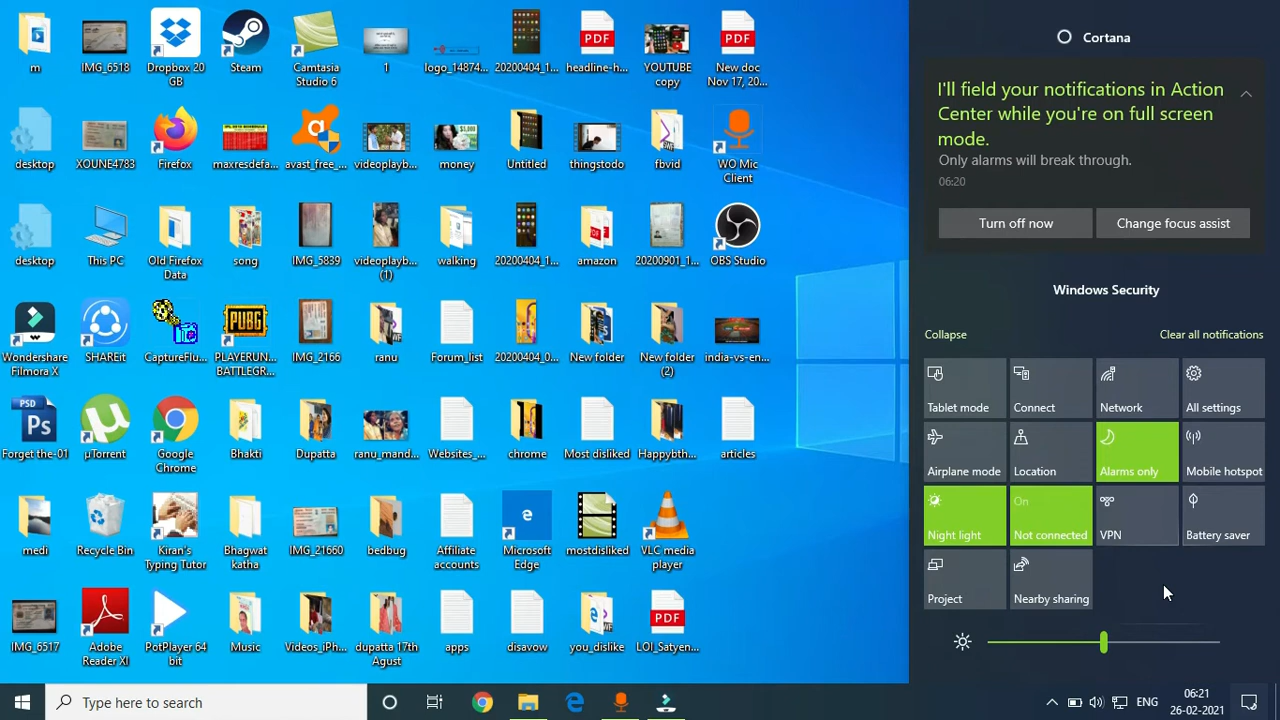 m
IMG_6518
Dropbox 20
GB
Steam
Camtasia
Studio 6
1
logo_14874...
20200404_1...
PDF
headline-h...
YOUTUBE
copy
PDF
New doc
Nov 17, 20...
desktop
XOUNE4783
Firefox
maxresdefa...
avast_free_...
videoplayb...
money
Untitled
thingstodo
fbvid
WO Mic
Client
desktop
This PC
Old Firefox
Data
song
IMG_5839
videoplayb...
(1)
walking
20200404_1...
amazon
20200901_1...
OBS Studio
Wondershare
Filmora X
SHAREit
CaptureFlu...
PUBG
PLAYERUN...
BATTLEGR...
IMG_2166
ranu
Forum_list
20200404_0...
New folder
New folder
(2)
india-vs-en...
PSD
Ps
Forget the-01
µTorrent
Google
Chrome
Bhakti
Dupatta
ranu_mand...
Websites_...
chrome
Most disliked
Happybth...
articles
medi
Recycle Bin
Kiran's
Typing Tutor
Bhagwat
katha
IMG_21660
bedbug
Affiliate
accounts
Microsoft
Edge
mostdisliked
VLC media
player
IMG_6517
Adobe
Reader XI
PotPlayer 64
bit
Music
Videos_iPh...
dupatta 17th
Agust
apps
disavow
you_dislike
PDF
LOI_Satyen...
Cortana
I'll field your notifications in Action
Center while you're on full screen
mode.
Only alarms will break through.
06:20
Turn off now
Change focus assist
Windows Security
Collapse
Clear all notifications
Tablet mode
Connect
Network
All settings
Airplane mode
Location
Alarms only
Mobile hotspot
Night light
On
Not connected
VPN
Battery saver
Project
Nearby sharing
Type here to search
ENG
06:21
26-02-2021